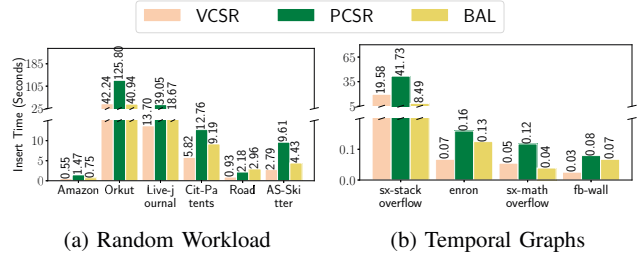 VCSR PCSR BAL
Insert Time (Seconds)
185
105
25
10
5
0
42.24 125.80 40.94
13.70 39.05 18.67
0.55 1.47 0.75
5.82 12.76 9.19
0.93 2.18 2.96
2.79 9.61 4.43
Amazon Orkut Live-j Cit-Pa Road AS-Ski
ournal tents tter
(a) Random Workload
65
35
5
0.1
0.0
19.58 41.73 8.49
0.07 0.16 0.13
0.05 0.12 0.04
0.03 0.08 0.07
sx-stack enron sx-math fb-wall
overflow overflow
(b) Temporal Graphs